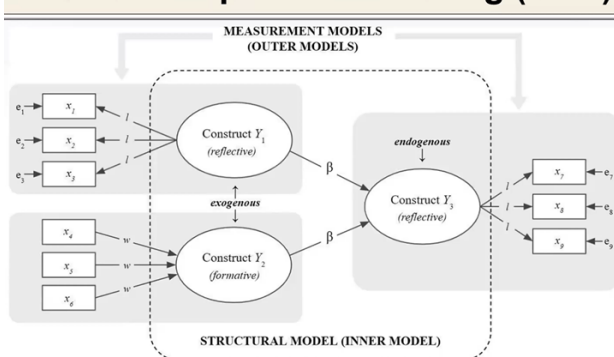 MEASUREMENT MODELS
(OUTER MODELS)
e1 x1 l
e2 x2 l
e3 x3 l
Construct Y1
(reflective)
exogenous
x4 w
x5 w
x6 w
Construct Y2
(formative)
β
β
endogenous
Construct Y3
(reflective)
l x7 e7
l x8 e8
l x9 e9
STRUCTURAL MODEL (INNER MODEL)